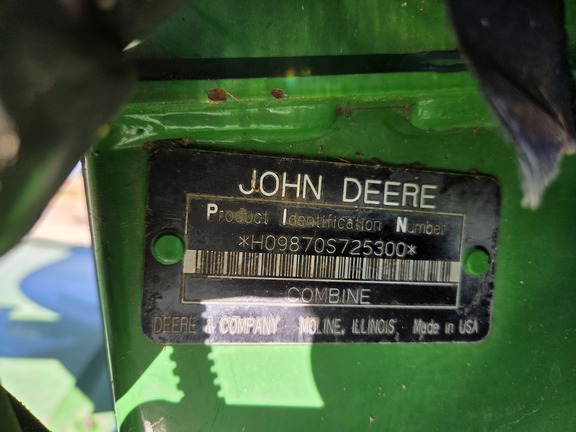 JOHN DEERE
Product Identification Number
*H09870S725300*
COMBINE
DEERE & COMPANY MOLINE, ILLINOIS Made in USA